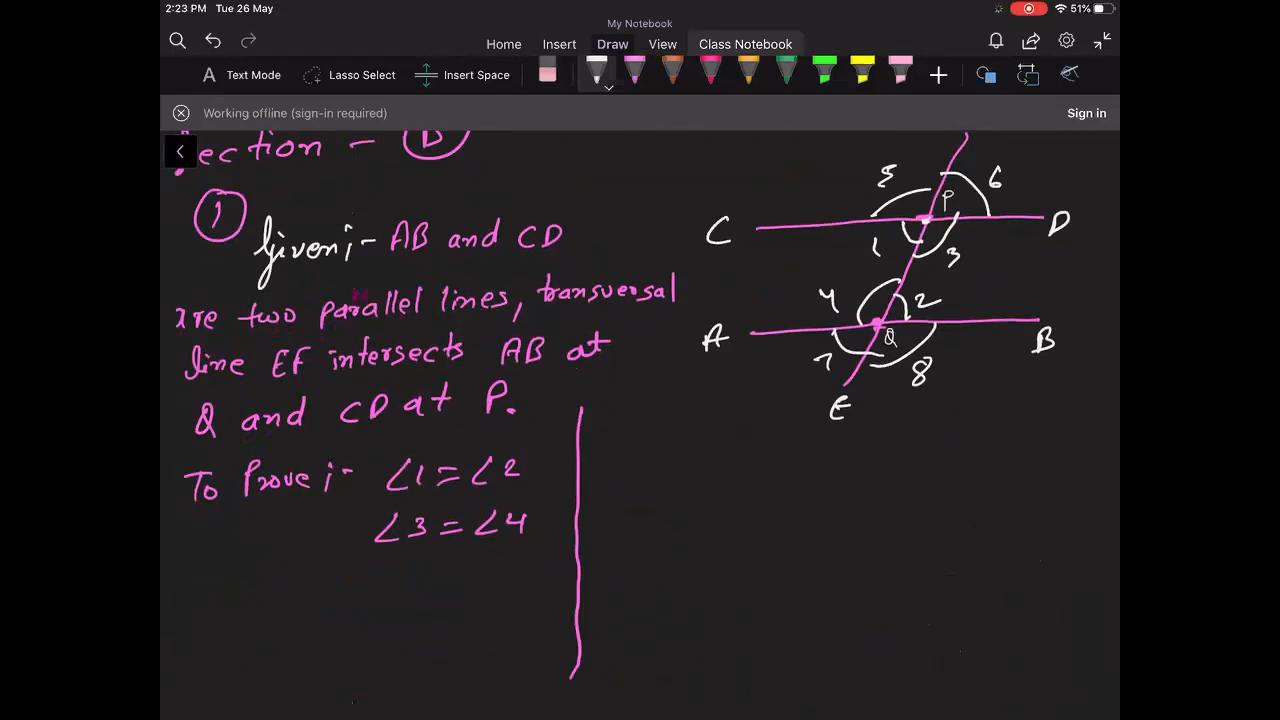 2:23 PM Tue 26 May
51%
My Notebook
Home Insert Draw View Class Notebook
Text Mode Lasso Select Insert Space
Working offline (sign-in required) Sign in
ection - B
1
Given:- AB and CD
are two parallel lines, transversal
line EF intersects AB at
Q and CD at P.
To Prove:- ∠1 = ∠2
∠3 = ∠4
5 6
P
C D
1 3
4 2
A Q B
7 8
E